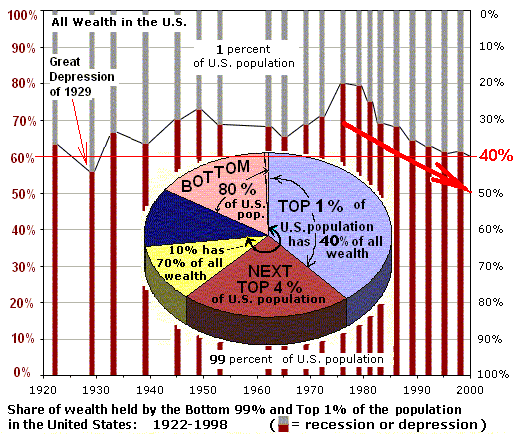 100%
All Wealth in the U.S.
0%
90%
1 percent
of U.S. population
10%
Great
Depression
of 1929
80%
20%
70%
30%
60%
40%
50%
50%
40%
60%
30%
70%
20%
80%
10%
90%
0%
100%
BOTTOM
80%
of U.S.
pop.
TOP 1% of
U.S. population
has 40% of all
wealth
10% has
70% of all
wealth
NEXT
TOP 4%
of U.S. population
99 percent of U.S. population
1920 1930 1940 1950 1960 1970 1975 1980 1985 1990 1995 2000
Share of wealth held by the Bottom 99% and Top 1% of the population
in the United States: 1922-1998 ( = recession or depression)